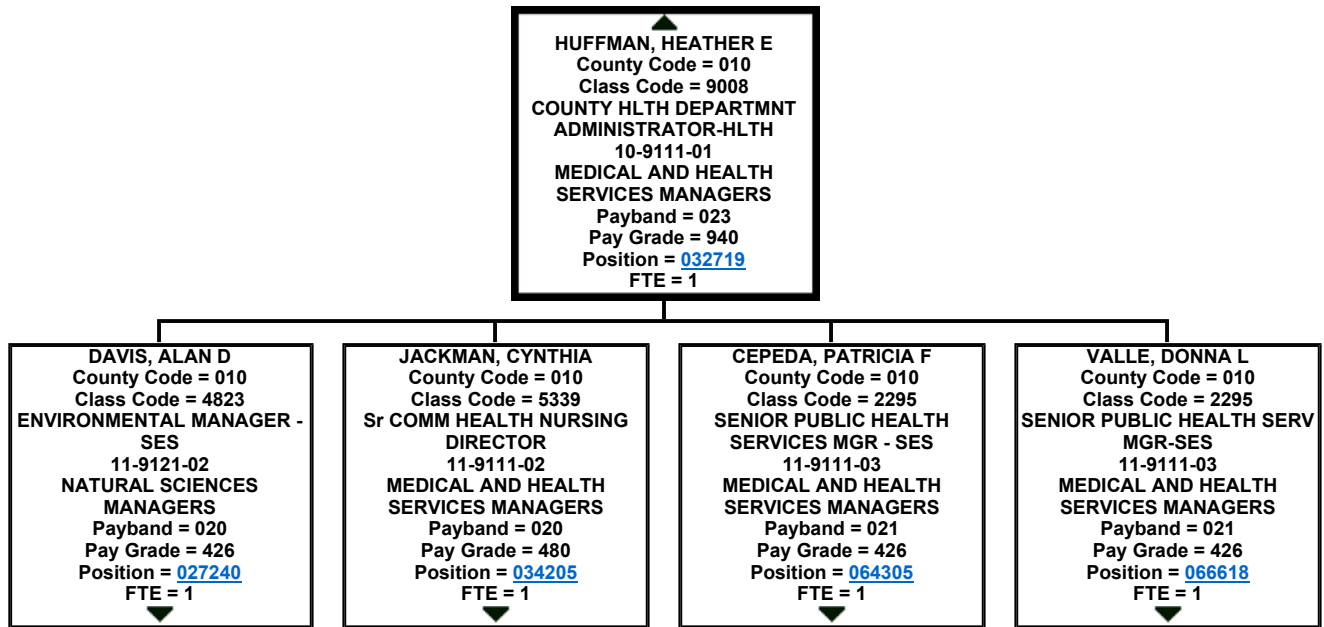 HUFFMAN, HEATHER E
County Code = 010
Class Code = 9008
COUNTY HLTH DEPARTMNT
ADMINISTRATOR-HLTH
10-9111-01
MEDICAL AND HEALTH
SERVICES MANAGERS
Payband = 023
Pay Grade = 940
Position = 032719
FTE = 1
DAVIS, ALAN D
County Code = 010
Class Code = 4823
ENVIRONMENTAL MANAGER -
SES
11-9121-02
NATURAL SCIENCES
MANAGERS
Payband = 020
Pay Grade = 426
Position = 027240
FTE = 1
JACKMAN, CYNTHIA
County Code = 010
Class Code = 5339
Sr COMM HEALTH NURSING
DIRECTOR
11-9111-02
MEDICAL AND HEALTH
SERVICES MANAGERS
Payband = 020
Pay Grade = 480
Position = 034205
FTE = 1
CEPEDA, PATRICIA F
County Code = 010
Class Code = 2295
SENIOR PUBLIC HEALTH
SERVICES MGR - SES
11-9111-03
MEDICAL AND HEALTH
SERVICES MANAGERS
Payband = 021
Pay Grade = 426
Position = 064305
FTE = 1
VALLE, DONNA L
County Code = 010
Class Code = 2295
SENIOR PUBLIC HEALTH SERV
MGR-SES
11-9111-03
MEDICAL AND HEALTH
SERVICES MANAGERS
Payband = 021
Pay Grade = 426
Position = 066618
FTE = 1